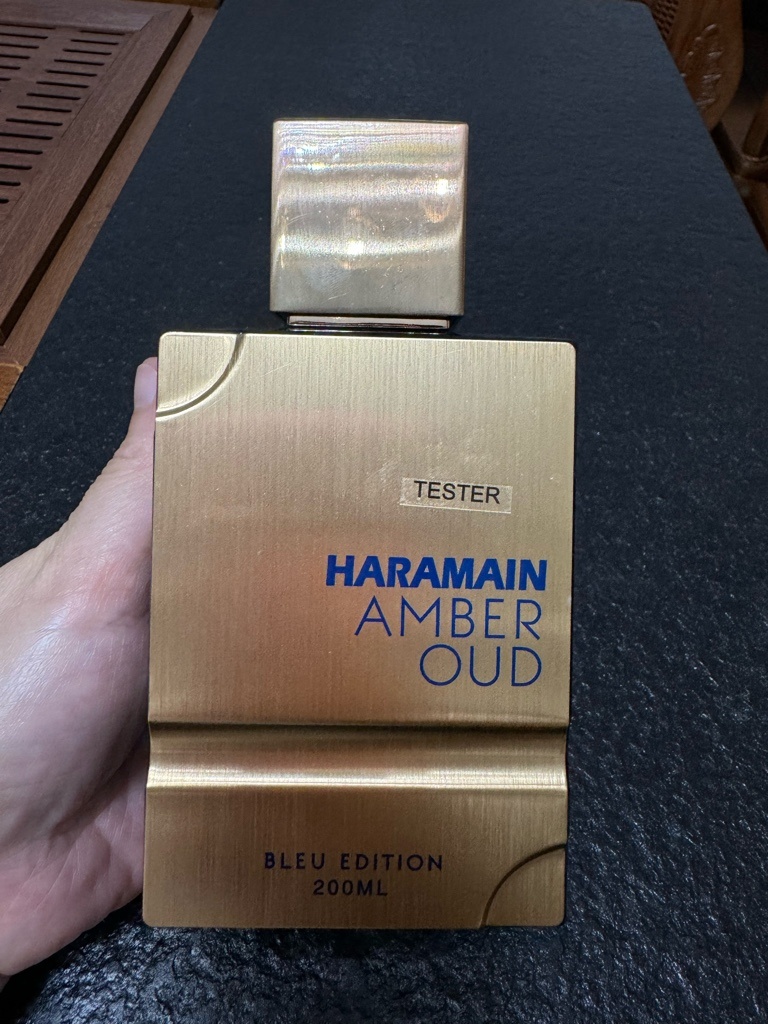 TESTER
HARAMAIN
AMBER
OUD
BLEU EDITION
200ML